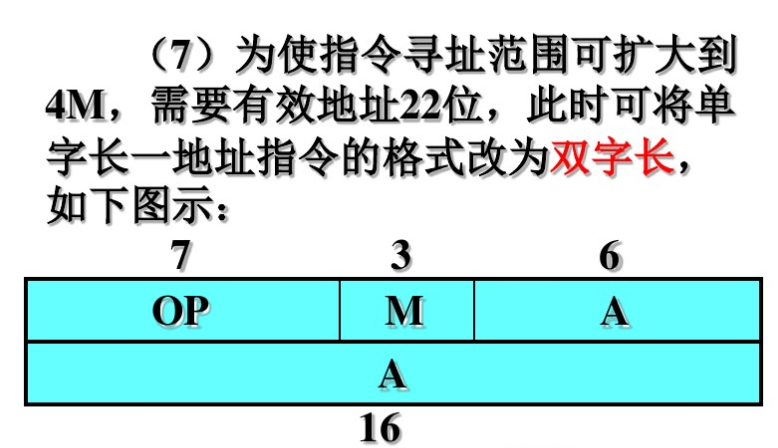 （7）为使指令寻址范围可扩大到
4M，需要有效地址22位，此时可将单
字长一地址指令的格式改为双字长，
如下图示：
7 3 6
OP M A
A
16